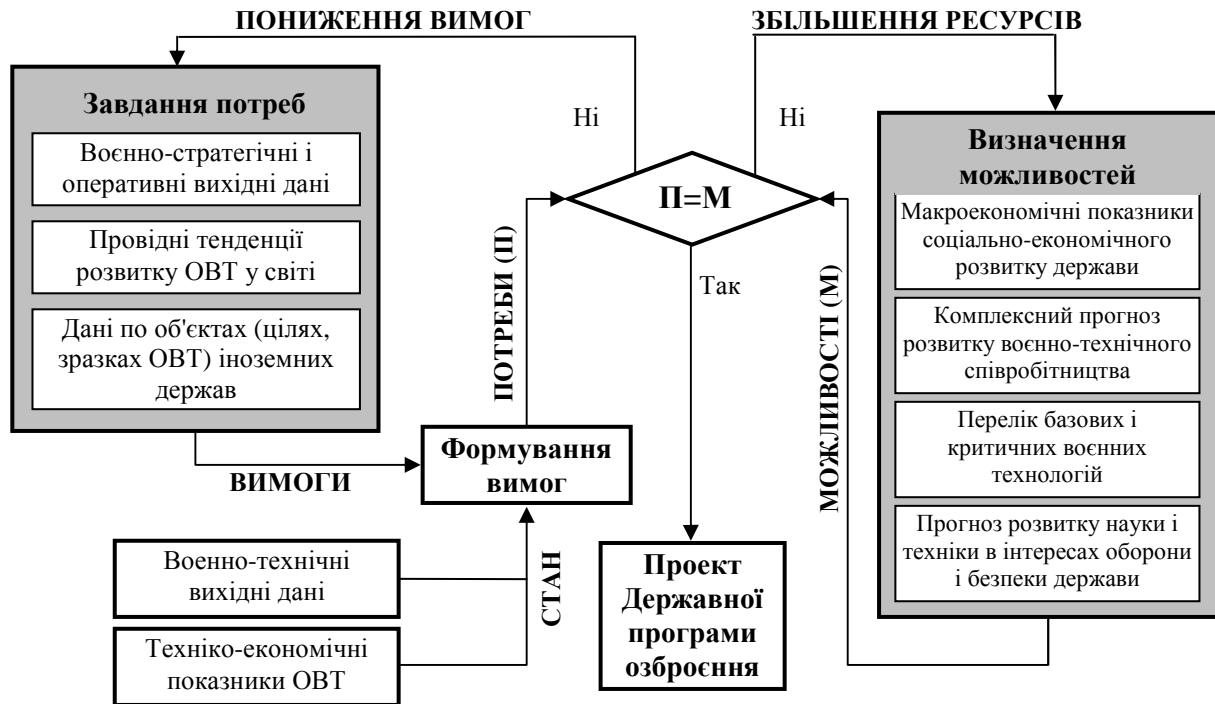 ПОНИЖЕННЯ ВИМОГ
ЗБІЛЬШЕННЯ РЕСУРСІВ
Завдання потреб
Воєнно-стратегічні і
оперативні вихідні дані
Провідні тенденції
розвитку ОВТ у світі
Дані по об'єктах (цілях,
зразках ОВТ) іноземних
держав
Ні
Ні
П=М
Так
ПОТРЕБИ (П)
МОЖЛИВОСТІ (М)
Визначення
можливостей
Макроекономічні показники
соціально-економічного
розвитку держави
Комплексний прогноз
розвитку воєнно-технічного
співробітництва
Перелік базових і
критичних воєнних
технологій
Прогноз розвитку науки і
техніки в інтересах оборони
і безпеки держави
ВИМОГИ
Формування
вимог
СТАН
Военно-технічні
вихідні дані
Техніко-економічні
показники ОВТ
Проект
Державної
програми
озброєння